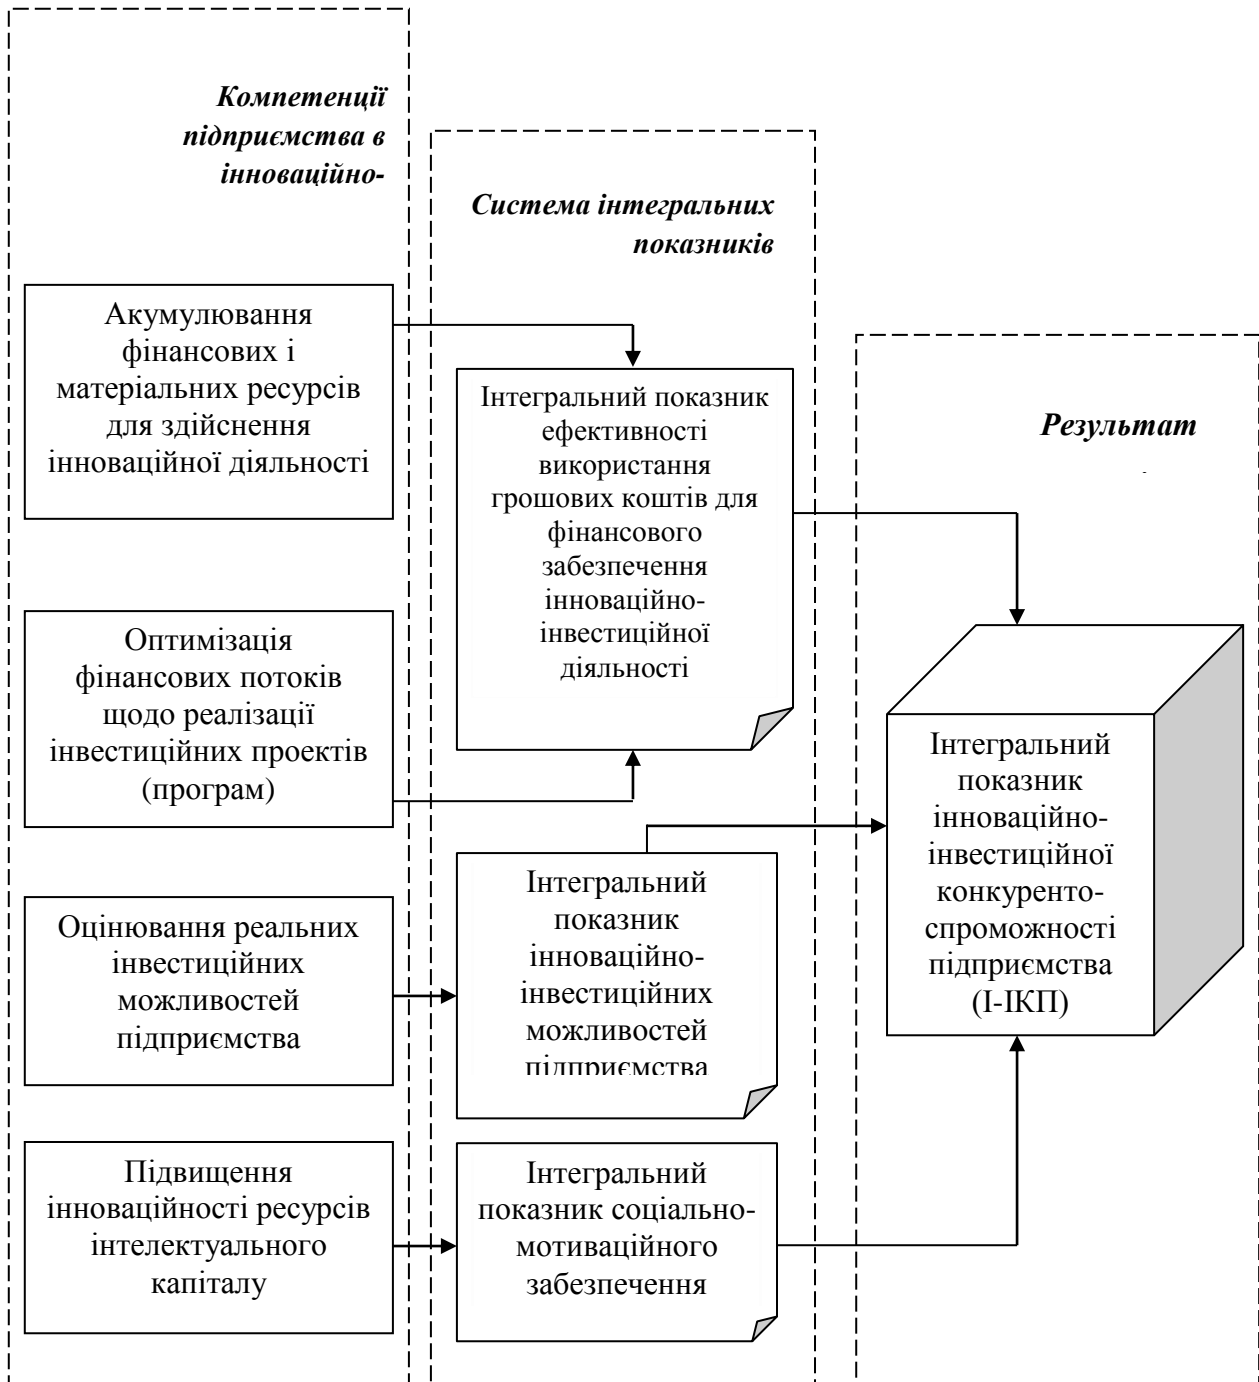 Компетенції
підприємства в
інноваційно-
Система інтегральних
показників
Результат
Акумулювання
фінансових і
матеріальних ресурсів
для здійснення
інноваційної діяльності
Оптимізація
фінансових потоків
щодо реалізації
інвестиційних проектів
(програм)
Оцінювання реальних
інвестиційних
можливостей
підприємства
Підвищення
інноваційності ресурсів
інтелектуального
капіталу
Інтегральний показник
ефективності
використання
грошових коштів для
фінансового
забезпечення
інноваційно-
інвестиційної
діяльності
Інтегральний
показник
інноваційно-
інвестиційних
можливостей
підприємства
Інтегральний
показник соціально-
мотиваційного
забезпечення
Інтегральний
показник
інноваційно-
інвестиційної
конкуренто-
спроможності
підприємства
(І-ІКП)